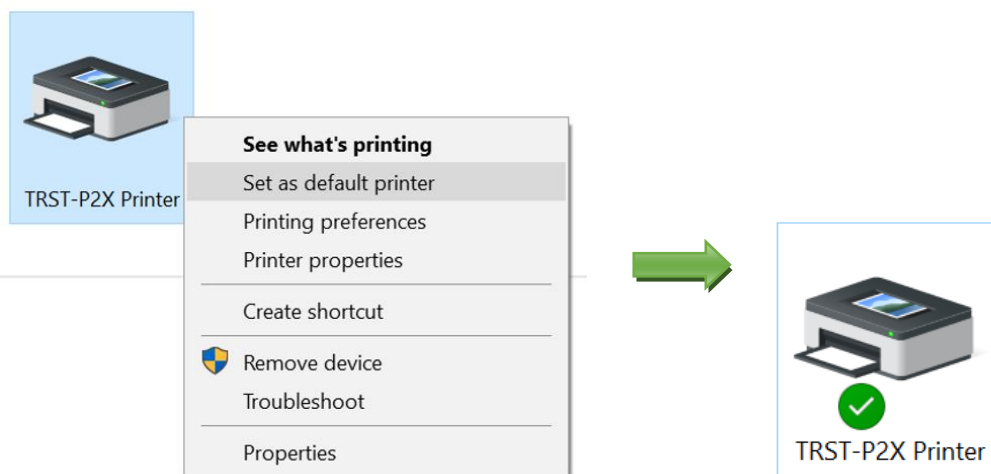 TRST-P2X Printer
See what's printing
Set as default printer
Printing preferences
Printer properties
Create shortcut
Remove device
Troubleshoot
Properties
TRST-P2X Printer